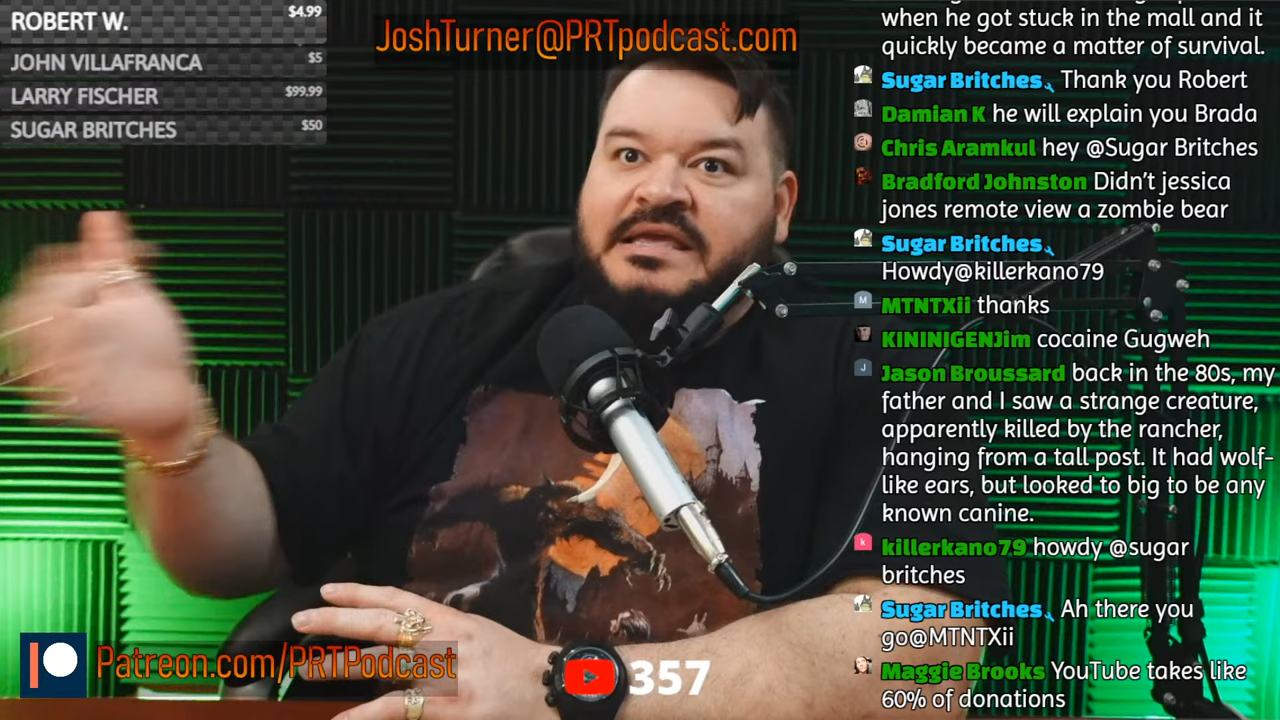 ROBERT W. $4.99
JOHN VILLAFRANCA $5
LARRY FISCHER $99.99
SUGAR BRITCHES $50
JoshTurner@PRTpodcast.com
when he got stuck in the mall and it
quickly became a matter of survival.
Sugar Britches Thank you Robert
Damian K he will explain you Brada
Chris Aramkul hey @Sugar Britches
Bradford Johnston Didn't jessica
jones remote view a zombie bear
Sugar Britches
Howdy@killerkano79
M MTNTXii thanks
KININIGENJim cocaine Gugweh
J Jason Broussard back in the 80s, my
father and I saw a strange creature,
apparently killed by the rancher,
hanging from a tall post. It had wolf-
like ears, but looked to big to be any
known canine.
k killerkano79 howdy @sugar
britches
Sugar Britches Ah there you
go@MTNTXii
Maggie Brooks YouTube takes like
60% of donations
Patreon.com/PRTPodcast
357